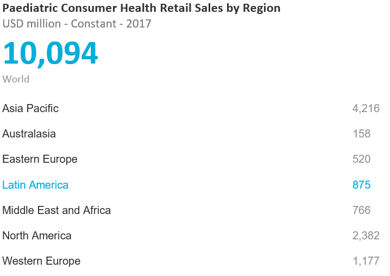 Paediatric Consumer Health Retail Sales by Region
USD million - Constant - 2017
10,094
World
Asia Pacific 4,216
Australasia 158
Eastern Europe 520
Latin America 875
Middle East and Africa 766
North America 2,382
Western Europe 1,177